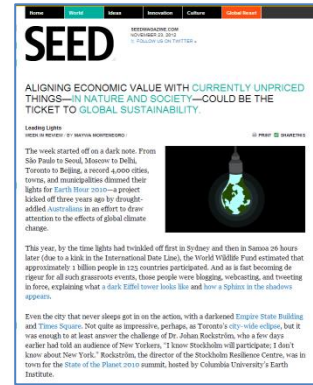 Home World Ideas Innovation Culture Global Reset
SEED
SEEDMAGAZINE.COM
NOVEMBER 23, 2012
FOLLOW US ON TWITTER »
ALIGNING ECONOMIC VALUE WITH CURRENTLY UNPRICED
THINGS—IN NATURE AND SOCIETY—COULD BE THE
TICKET TO GLOBAL SUSTAINABILITY.
Leading Lights
WEEK IN REVIEW / BY MAYWA MONTENEGRO /
PRINT SHARETHIS
The week started off on a dark note. From
São Paulo to Seoul, Moscow to Delhi,
Toronto to Beijing, a record 4,000 cities,
towns, and municipalities dimmed their
lights for Earth Hour 2010—a project
kicked off three years ago by drought-
addled Australians in an effort to draw
attention to the effects of global climate
change.
This year, by the time lights had twinkled off first in Sydney and then in Samoa 26 hours
later (due to a kink in the International Date Line), the World Wildlife Fund estimated that
approximately 1 billion people in 125 countries participated. And as is fast becoming de
rigeur for all such grassroots events, those people were blogging, webcasting, and tweeting
in force, explaining what a dark Eiffel tower looks like and how a Sphinx in the shadows
appears.
Even the city that never sleeps got in on the action, with a darkened Empire State Building
and Times Square. Not quite as impressive, perhaps, as Toronto's city-wide eclipse, but it
was enough to at least answer the challenge of Dr. Johan Rockström, who a few days
earlier had told an audience of New Yorkers, "I know Stockholm will participate; I don't
know about New York." Rockström, the director of the Stockholm Resilience Centre, was in
town for the State of the Planet 2010 summit, hosted by Columbia University's Earth
Institute.